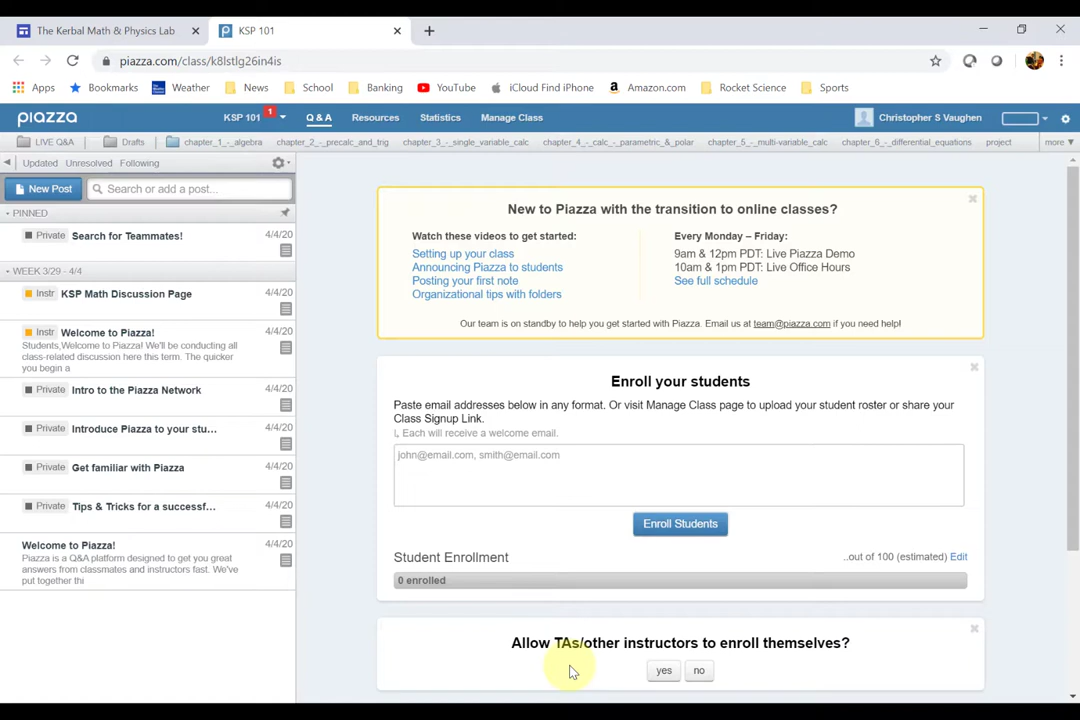 The Kerbal Math & Physics Lab
KSP 101
piazza.com/class/k8lstlg26in4is
Apps
Bookmarks
Weather
News
School
Banking
YouTube
iCloud Find iPhone
Amazon.com
Rocket Science
Sports
piazza
KSP 101
1
Q & A
Resources
Statistics
Manage Class
Christopher S Vaughen
LIVE Q&A
Drafts
chapter_1_-_algebra
chapter_2_-_precalc_and_trig
chapter_3_-_single_variable_calc
chapter_4_-_calc_-_parametric_&_polar
chapter_5_-_multi-variable_calc
chapter_6_-_differential_equations
project
more
Updated Unresolved Following
New Post
Search or add a post...
PINNED
Private Search for Teammates! 4/4/20
WEEK 3/29 - 4/4
Instr KSP Math Discussion Page 4/4/20
Instr Welcome to Piazza! 4/4/20
Students,Welcome to Piazza! We'll be conducting all
class-related discussion here this term. The quicker
you begin a
Private Intro to the Piazza Network 4/4/20
Private Introduce Piazza to your stu... 4/4/20
Private Get familiar with Piazza 4/4/20
Private Tips & Tricks for a successf... 4/4/20
Welcome to Piazza! 4/4/20
Piazza is a Q&A platform designed to get you great
answers from classmates and instructors fast. We've
put together thi
New to Piazza with the transition to online classes?
Watch these videos to get started:
Setting up your class
Announcing Piazza to students
Posting your first note
Organizational tips with folders
Every Monday – Friday:
9am & 12pm PDT: Live Piazza Demo
10am & 1pm PDT: Live Office Hours
See full schedule
Our team is on standby to help you get started with Piazza. Email us at team@piazza.com if you need help!
Enroll your students
Paste email addresses below in any format. Or visit Manage Class page to upload your student roster or share your
Class Signup Link.
Each will receive a welcome email.
john@email.com, smith@email.com
Enroll Students
Student Enrollment
..out of 100 (estimated) Edit
0 enrolled
Allow TAs/other instructors to enroll themselves?
yes
no